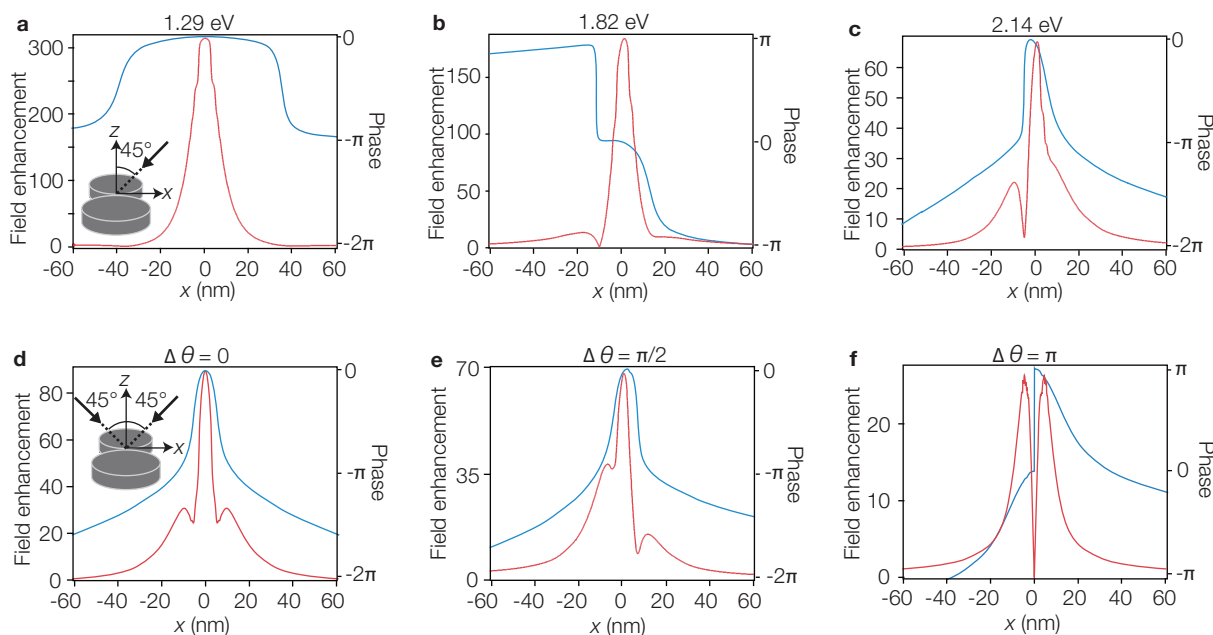 a
1.29 eV
Field enhancement
300
250
200
150
100
50
0
0
-π
-2π
Phase
z
45°
x
-60 -40 -20 0 20 40 60
x (nm)
b
1.82 eV
Field enhancement
150
100
50
0
π
0
-π
Phase
-60 -40 -20 0 20 40 60
x (nm)
c
2.14 eV
Field enhancement
60
50
40
30
20
10
0
0
-π
-2π
Phase
-60 -40 -20 0 20 40 60
x (nm)
d
Δ θ = 0
Field enhancement
80
60
40
20
0
0
-π
-2π
Phase
z
45° 45°
x
-60 -40 -20 0 20 40 60
x (nm)
e
Δ θ = π/2
Field enhancement
70
35
0
0
-π
-2π
Phase
-60 -40 -20 0 20 40 60
x (nm)
f
Δ θ = π
Field enhancement
20
10
0
π
0
-π
Phase
-60 -40 -20 0 20 40 60
x (nm)